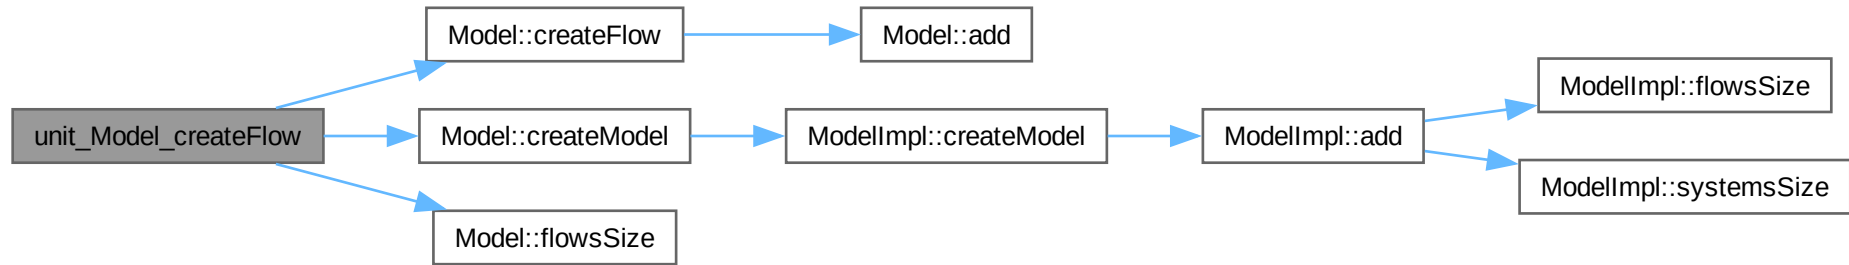 Model::createFlow
Model::add
ModelImpl::flowsSize
unit_Model_createFlow
Model::createModel
ModelImpl::createModel
ModelImpl::add
ModelImpl::systemsSize
Model::flowsSize